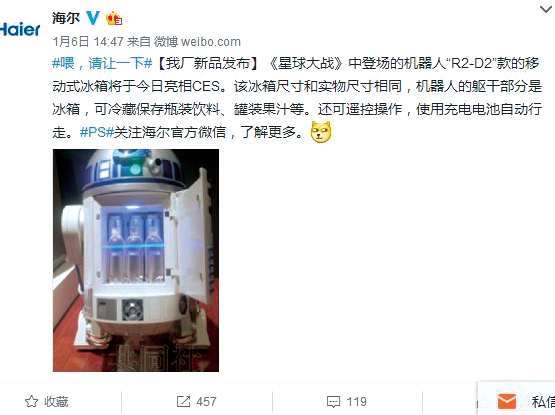 Haier
海尔
1月6日 14:47 来自 微博 weibo.com
#喂，请让一下#【我厂新品发布】《星球大战》中登场的机器人“R2-D2”款的移
动式冰箱将于今日亮相CES。该冰箱尺寸和实物尺寸相同，机器人的躯干部分是
冰箱，可冷藏保存瓶装饮料、罐装果汁等。还可遥控操作，使用充电电池自动行
走。#PS#关注海尔官方微信，了解更多。
共同社
收藏
457
119
私信